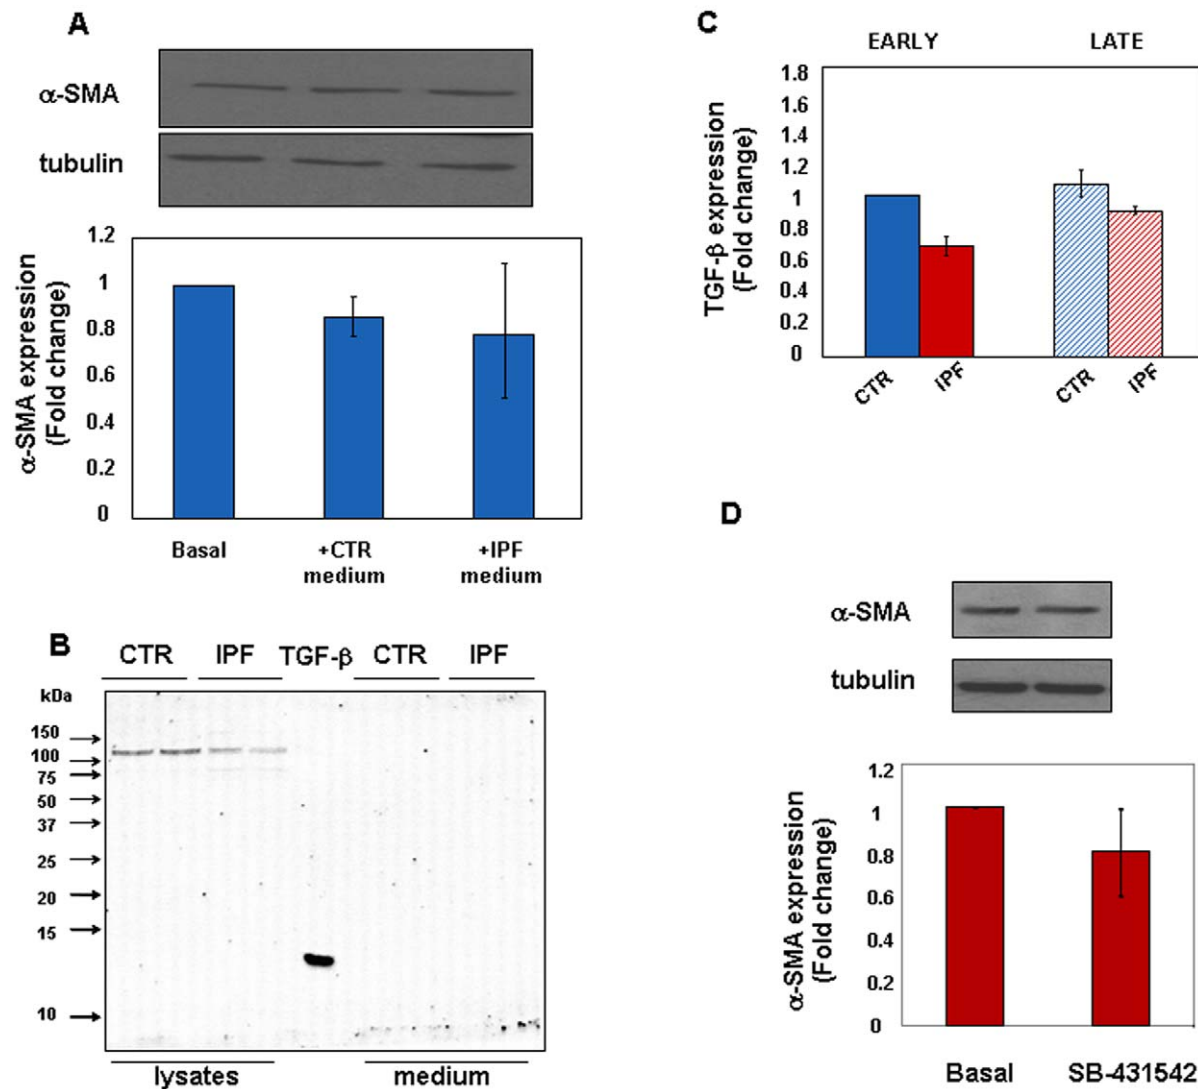 A
α-SMA
tubulin
α-SMA expression
(Fold change)
1.2
1
0.8
0.6
0.4
0.2
0
Basal
+CTR
medium
+IPF
medium
B
CTR IPF TGF-β CTR IPF
kDa
150
100
75
50
37
25
20
15
10
lysates medium
C
EARLY LATE
TGF-β expression
(Fold change)
1.8
1.6
1.4
1.2
1
0.8
0.6
0.4
0.2
0
CTR IPF CTR IPF
D
α-SMA
tubulin
α-SMA expression
(Fold change)
1.2
1
0.8
0.6
0.4
0.2
0
Basal SB-431542